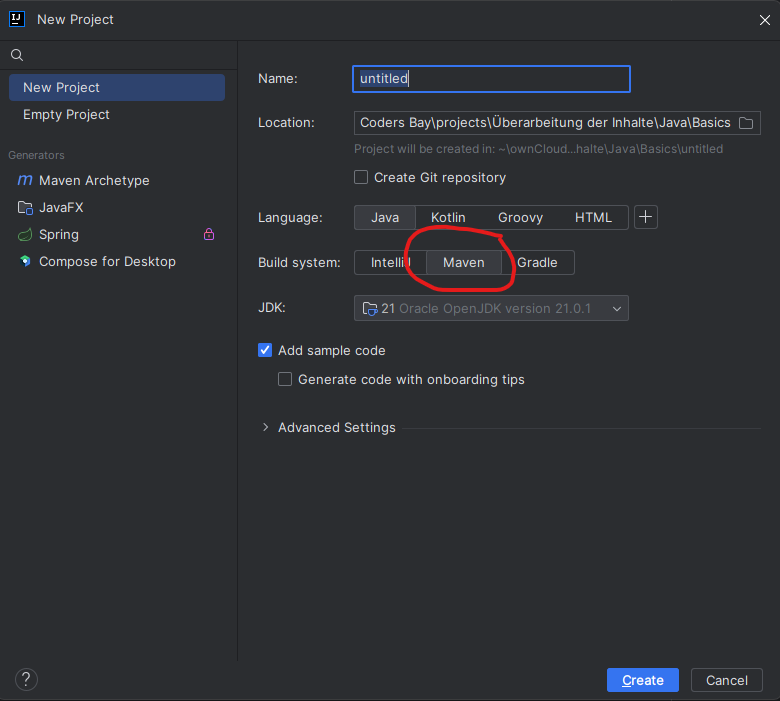 New Project
New Project
Empty Project
Generators
Maven Archetype
JavaFX
Spring
Compose for Desktop
Name: untitled
Location: Coders Bay\projects\Überarbeitung der Inhalte\Java\Basics
Project will be created in: ~\ownCloud...halte\Java\Basics\untitled
Create Git repository
Language: Java Kotlin Groovy HTML
Build system: IntelliJ Maven Gradle
JDK: 21 Oracle OpenJDK version 21.0.1
Add sample code
Generate code with onboarding tips
Advanced Settings
? Create Cancel